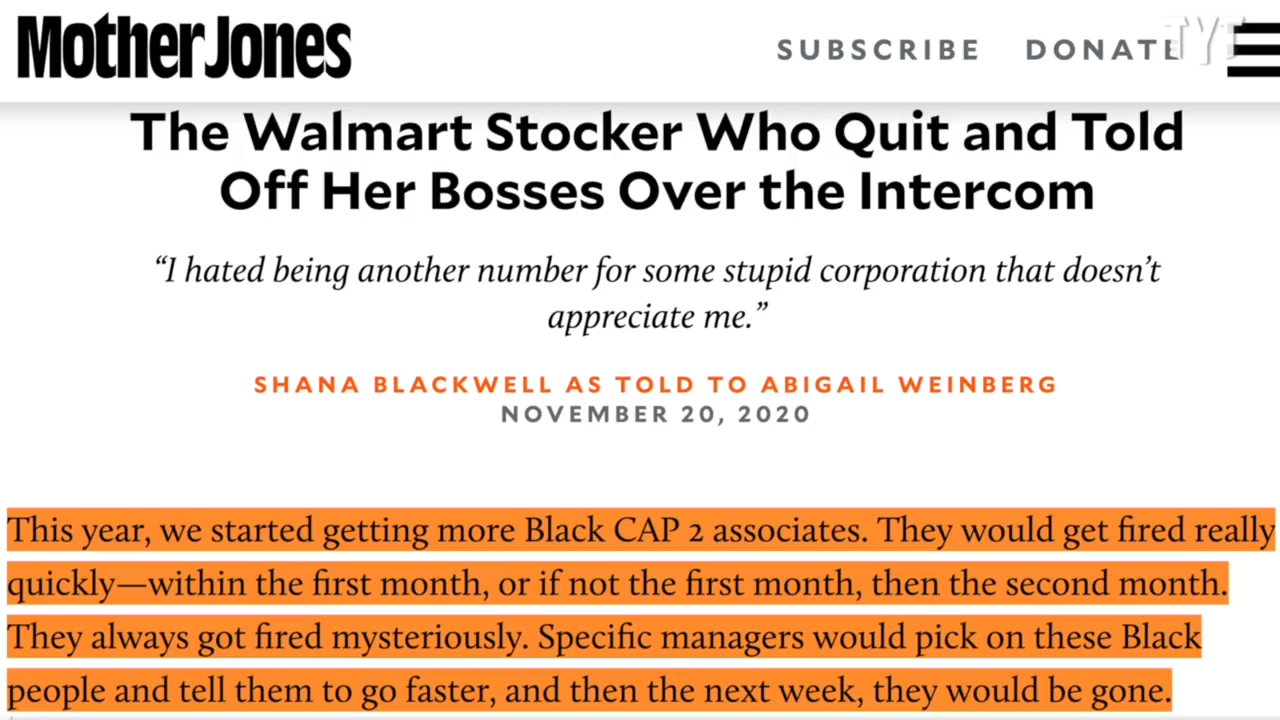 Mother Jones
SUBSCRIBE DONATE TYT
The Walmart Stocker Who Quit and Told
Off Her Bosses Over the Intercom
“I hated being another number for some stupid corporation that doesn’t
appreciate me.”
SHANA BLACKWELL AS TOLD TO ABIGAIL WEINBERG
NOVEMBER 20, 2020
This year, we started getting more Black CAP 2 associates. They would get fired really
quickly—within the first month, or if not the first month, then the second month.
They always got fired mysteriously. Specific managers would pick on these Black
people and tell them to go faster, and then the next week, they would be gone.